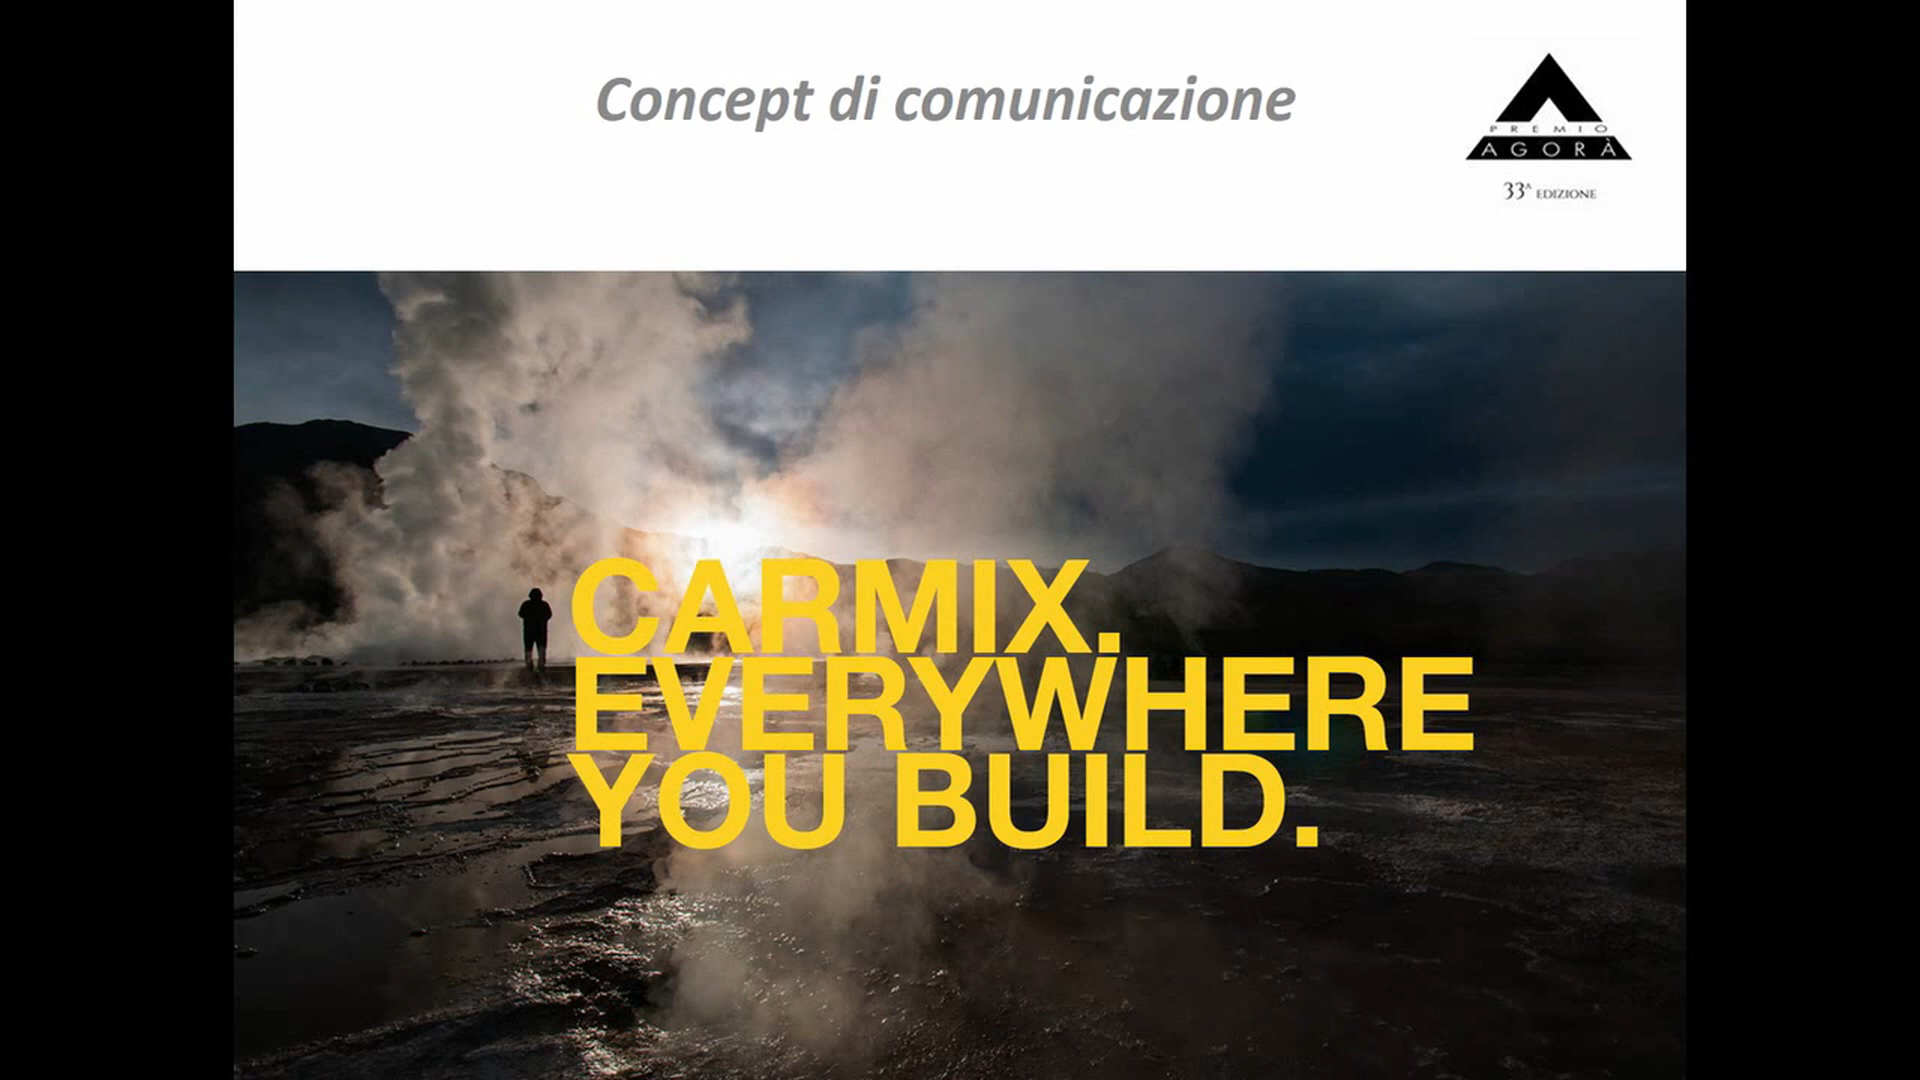 Concept di comunicazione
PREMIO
AGORÀ
33ᴬ EDIZIONE
CARMIX.
EVERYWHERE
YOU BUILD.